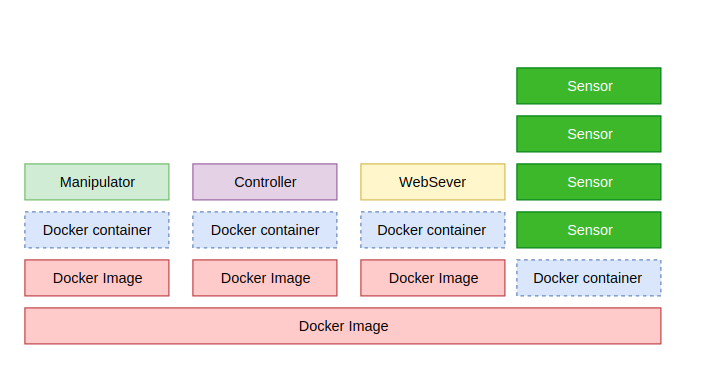 Sensor
Sensor
Manipulator
Controller
WebSever
Sensor
Docker container
Docker container
Docker container
Sensor
Docker Image
Docker Image
Docker Image
Docker container
Docker Image